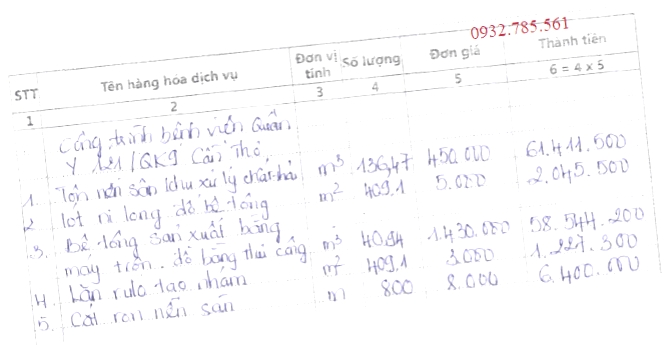 0932.785.561
STT Tên hàng hóa dịch vụ Đơn vị tính Số lượng Đơn giá Thành tiền
1 2 3 4 5 6 = 4 x 5
Công trình bệnh viện Quân
Y 121/QK9 Cần Thơ,
1. Tôn nền sân khu xử lý chất thải m³ 136,47 450.000 61.411.500
2 lót ni long đổ bê tông m² 409.1 5.000 2.045.500
3. Bê tông sản xuất bằng
máy trộn. đổ bằng thủ công m³ 40.94 1.430.000 58.544.200
4. Lăn rulo tạo nhám m² 409.1 3.000 1.227.300
5. Cắt ron nền sân m 800 8.000 6.400.000